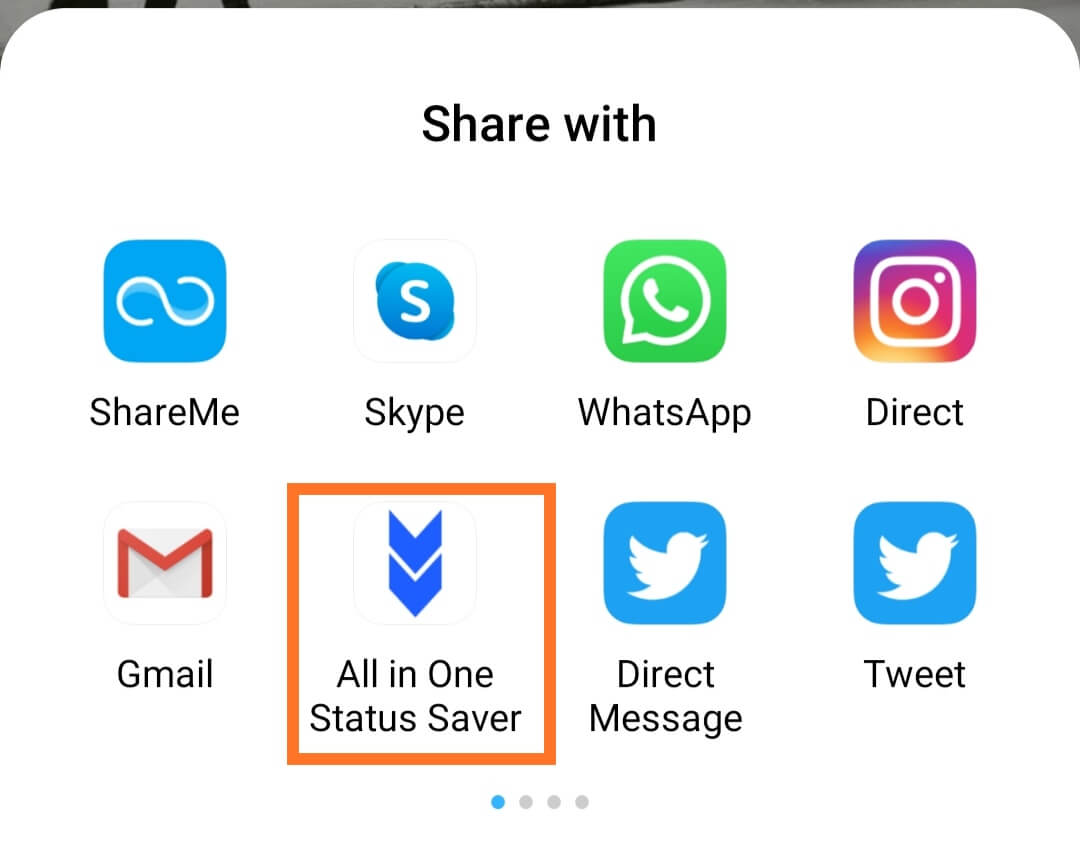 Share with
S
ShareMe
Skype
WhatsApp
Direct
Gmail
All in One
Status Saver
Direct
Message
Tweet